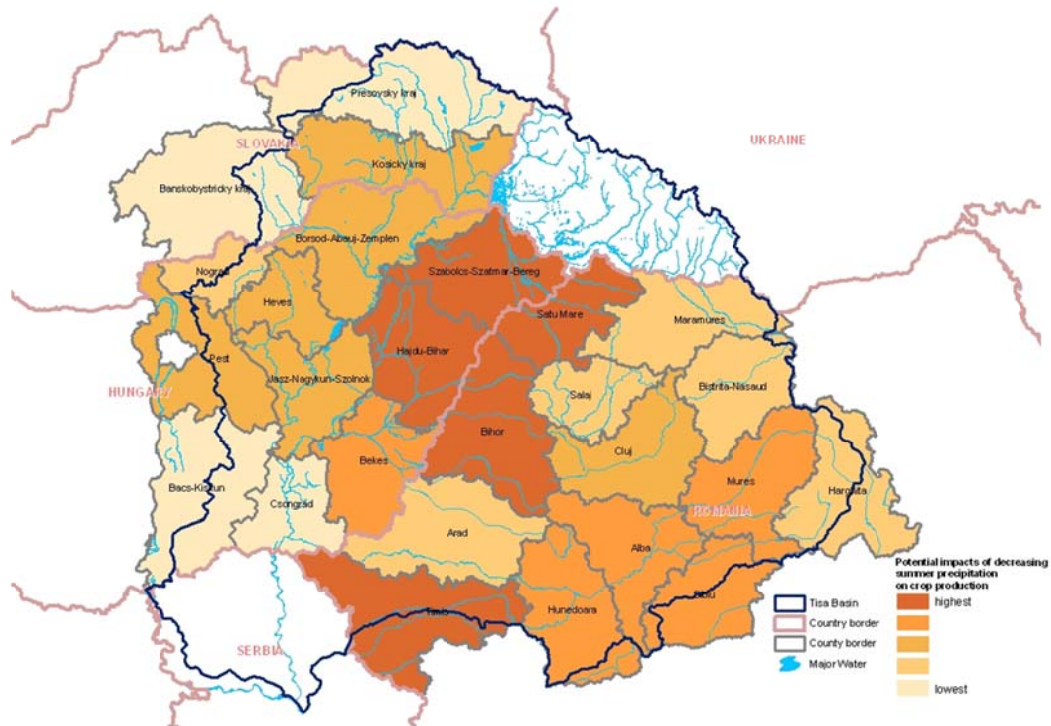 Presovsky kraj
UKRAINE
SLOVAKIA
Kosicky kraj
Banskobystricky kraj
Borsod-Abauj-Zemplen
Nograd
Szabolcs-Szatmar-Bereg
Heves
Satu Mare
Maramures
Hajdu-Bihar
Pest
Jasz-Nagykun-Szolnok
Bistrita-Nasaud
HUNGARY
Salaj
Bihor
Cluj
Bekes
Mures
Bacs-Kiskun
Csongrad
Harghita
ROMANIA
Arad
Alba
Potential impacts of decreasing
summer precipitation
on crop production
highest
Timis
Hunedoara
Sibiu
Tisa Basin
Country border
County border
Major Water
SERBIA
lowest